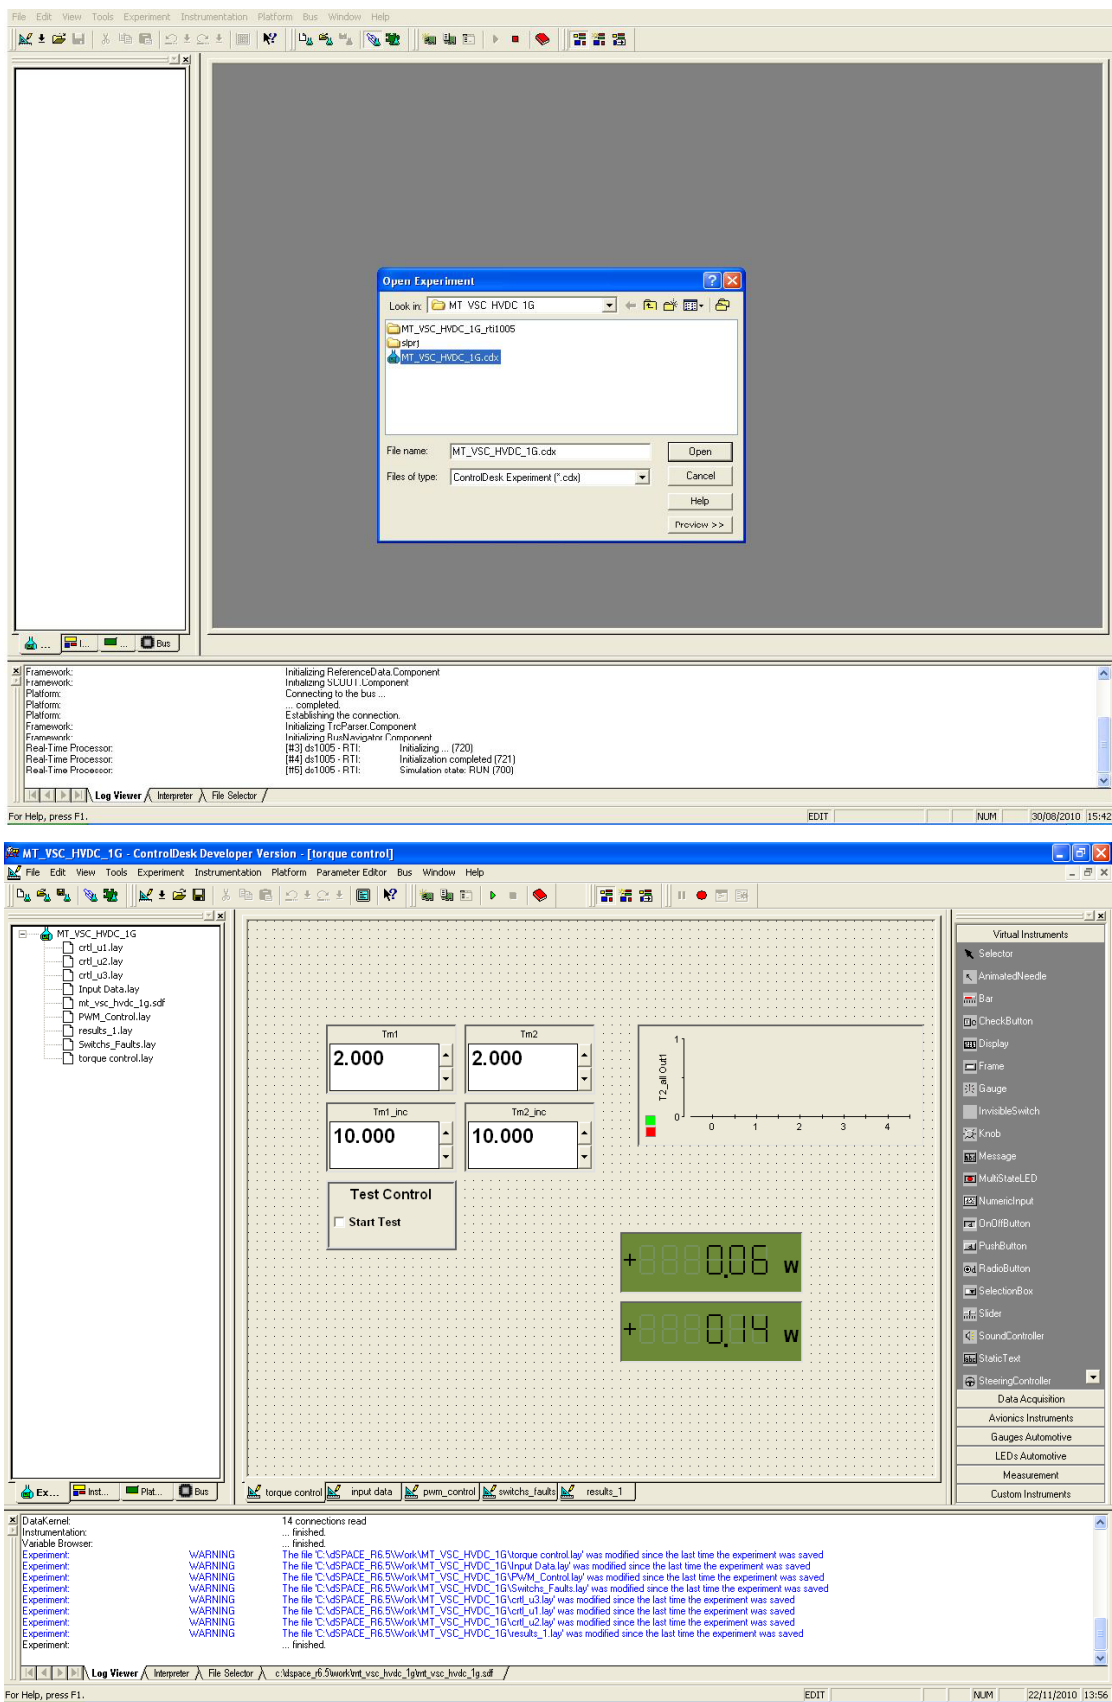 File Edit View Tools Experiment Instrumentation Platform Bus Window Help
Open Experiment
Look in: MT_VSC_HVDC_1G
MT_VSC_HVDC_1G_rti1005
slprj
MT_VSC_HVDC_1G.cdx
File name: MT_VSC_HVDC_1G.cdx Open
Files of type: ControlDesk Experiment (*.cdx) Cancel
Help
Preview >>
... I... ... Bus
Framework: Initializing ReferenceData.Component
Framework: Initializing SCOUT.Component
Platform: Connecting to the bus ...
Platform: ... completed.
Platform: Establishing the connection.
Framework: Initializing TrcParser.Component
Framework: Initializing BusNavigator.Component
Real-Time Processor: [#3] ds1005 - RTI: Initializing ... (720)
Real-Time Processor: [#4] ds1005 - RTI: Initialization completed (721)
Real-Time Processor: [#5] ds1005 - RTI: Simulation state: RUN (700)
Log Viewer Interpreter File Selector
For Help, press F1. EDIT NUM 30/08/2010 15:42
MT_VSC_HVDC_1G - ControlDesk Developer Version - [torque control]
File Edit View Tools Experiment Instrumentation Platform Parameter Editor Bus Window Help
MT_VSC_HVDC_1G
crtl_u1.lay
crtl_u2.lay
crtl_u3.lay
Input Data.lay
mt_vsc_hvdc_1g.sdf
PWM_Control.lay
results_1.lay
Switchs_Faults.lay
torque control.lay
Tm1 Tm2
2.000 2.000
Tm1_inc Tm2_inc
10.000 10.000
Test Control
Start Test
T2_all Out1
1
0
0 1 2 3 4
+ 0.06 W
+ 0.14 W
Virtual Instruments
Selector
AnimatedNeedle
Bar
CheckButton
Display
Frame
Gauge
InvisibleSwitch
Knob
Message
MultiStateLED
NumericInput
OnOffButton
PushButton
RadioButton
SelectionBox
Slider
SoundController
StaticText
SteeringController
Data Acquisition
Avionics Instruments
Gauges Automotive
LEDs Automotive
Measurement
Custom Instruments
Ex... Inst... Plat... Bus
torque control input data pwm_control switchs_faults results_1
DataKernel: 14 connections read
Instrumentation: ... finished.
Variable Browser: ... finished.
Experiment: WARNING The file 'C:\dSPACE_R6.5\Work\MT_VSC_HVDC_1G\torque control.lay' was modified since the last time the experiment was saved
Experiment: WARNING The file 'C:\dSPACE_R6.5\Work\MT_VSC_HVDC_1G\Input Data.lay' was modified since the last time the experiment was saved
Experiment: WARNING The file 'C:\dSPACE_R6.5\Work\MT_VSC_HVDC_1G\PWM_Control.lay' was modified since the last time the experiment was saved
Experiment: WARNING The file 'C:\dSPACE_R6.5\Work\MT_VSC_HVDC_1G\Switchs_Faults.lay' was modified since the last time the experiment was saved
Experiment: WARNING The file 'C:\dSPACE_R6.5\Work\MT_VSC_HVDC_1G\crtl_u3.lay' was modified since the last time the experiment was saved
Experiment: WARNING The file 'C:\dSPACE_R6.5\Work\MT_VSC_HVDC_1G\crtl_u1.lay' was modified since the last time the experiment was saved
Experiment: WARNING The file 'C:\dSPACE_R6.5\Work\MT_VSC_HVDC_1G\crtl_u2.lay' was modified since the last time the experiment was saved
Experiment: WARNING The file 'C:\dSPACE_R6.5\Work\MT_VSC_HVDC_1G\results_1.lay' was modified since the last time the experiment was saved
Experiment: ... finished.
Log Viewer Interpreter File Selector c:\dspace_r6.5\work\mt_vsc_hvdc_1g\mt_vsc_hvdc_1g.sdf
For Help, press F1. EDIT NUM 22/11/2010 13:56